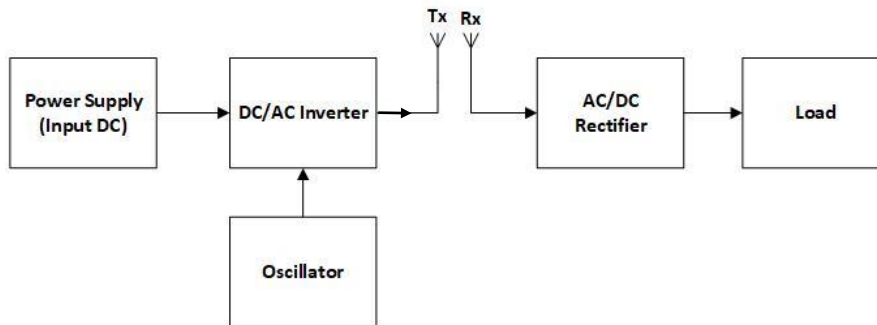 Tx Rx
Power Supply
(Input DC)
DC/AC Inverter
AC/DC
Rectifier
Load
Oscillator